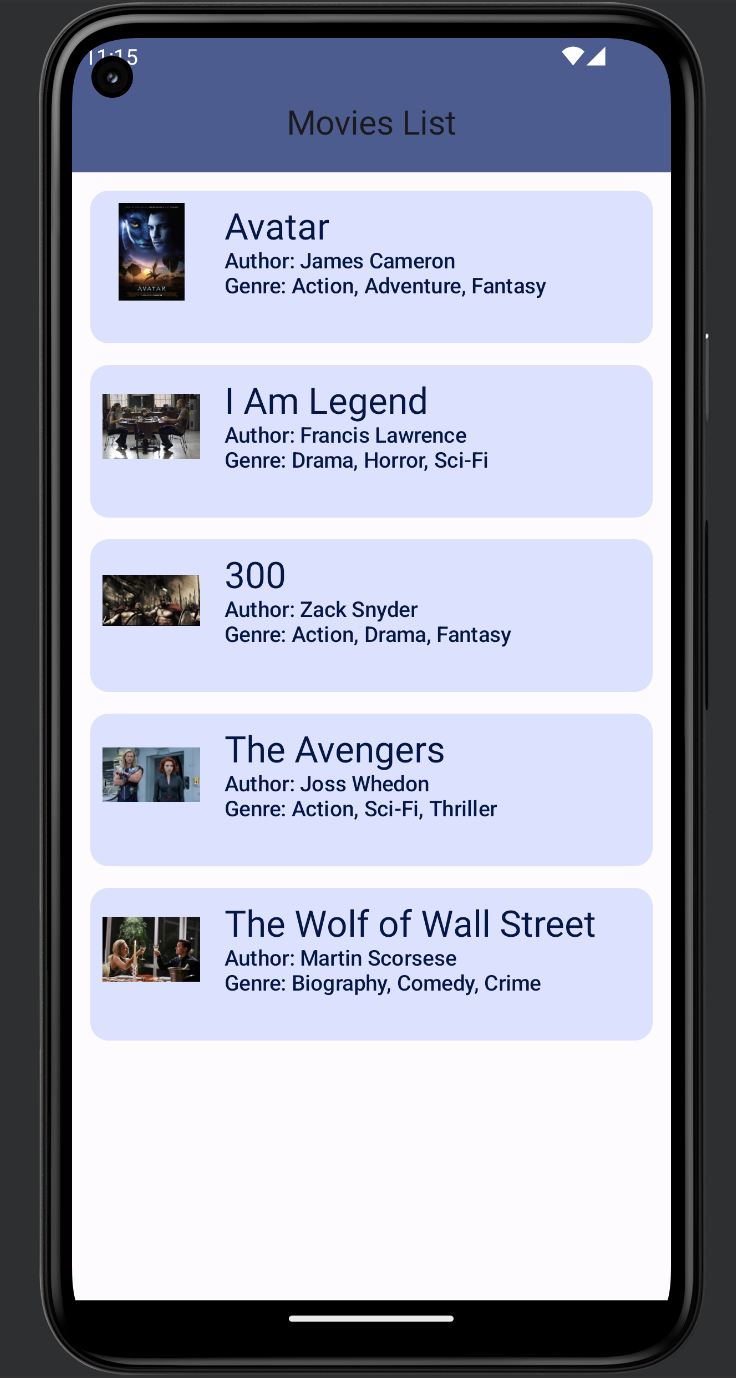 11:15
Movies List
AVATAR
Avatar
Author: James Cameron
Genre: Action, Adventure, Fantasy
I Am Legend
Author: Francis Lawrence
Genre: Drama, Horror, Sci-Fi
300
Author: Zack Snyder
Genre: Action, Drama, Fantasy
The Avengers
Author: Joss Whedon
Genre: Action, Sci-Fi, Thriller
The Wolf of Wall Street
Author: Martin Scorsese
Genre: Biography, Comedy, Crime